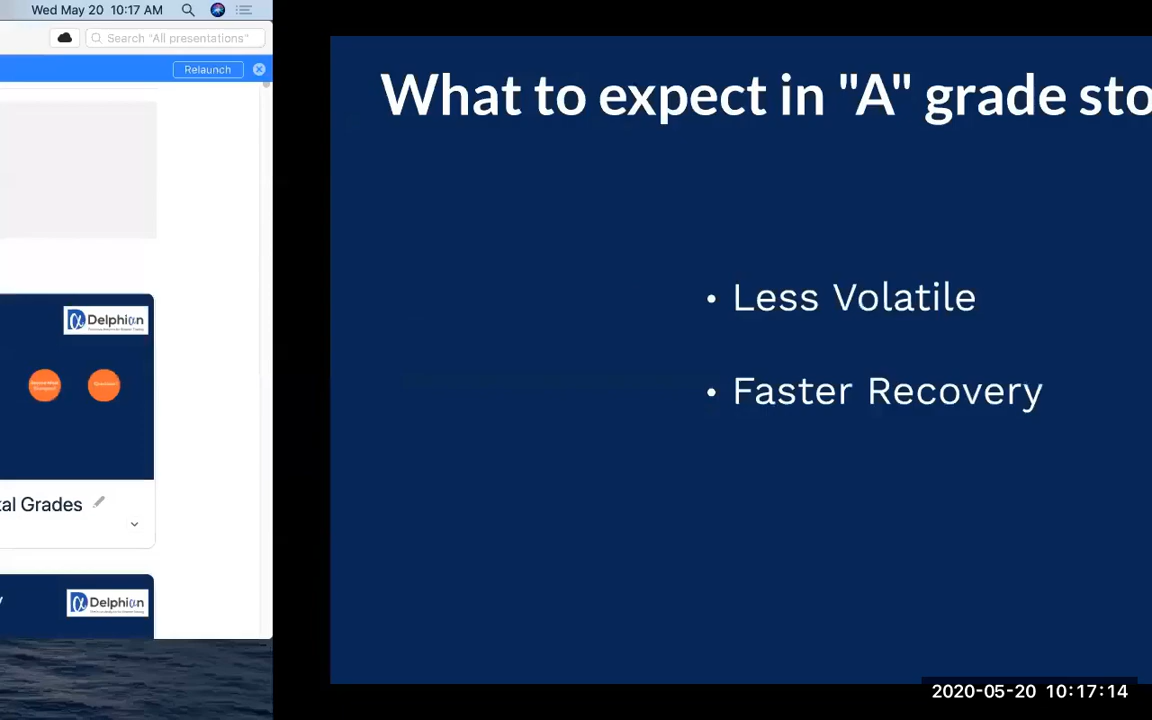 Wed May 20 10:17 AM
Search "All presentations"
Relaunch
Delphian
al Grades
Delphian
What to expect in "A" grade sto
• Less Volatile
• Faster Recovery
2020-05-20 10:17:14